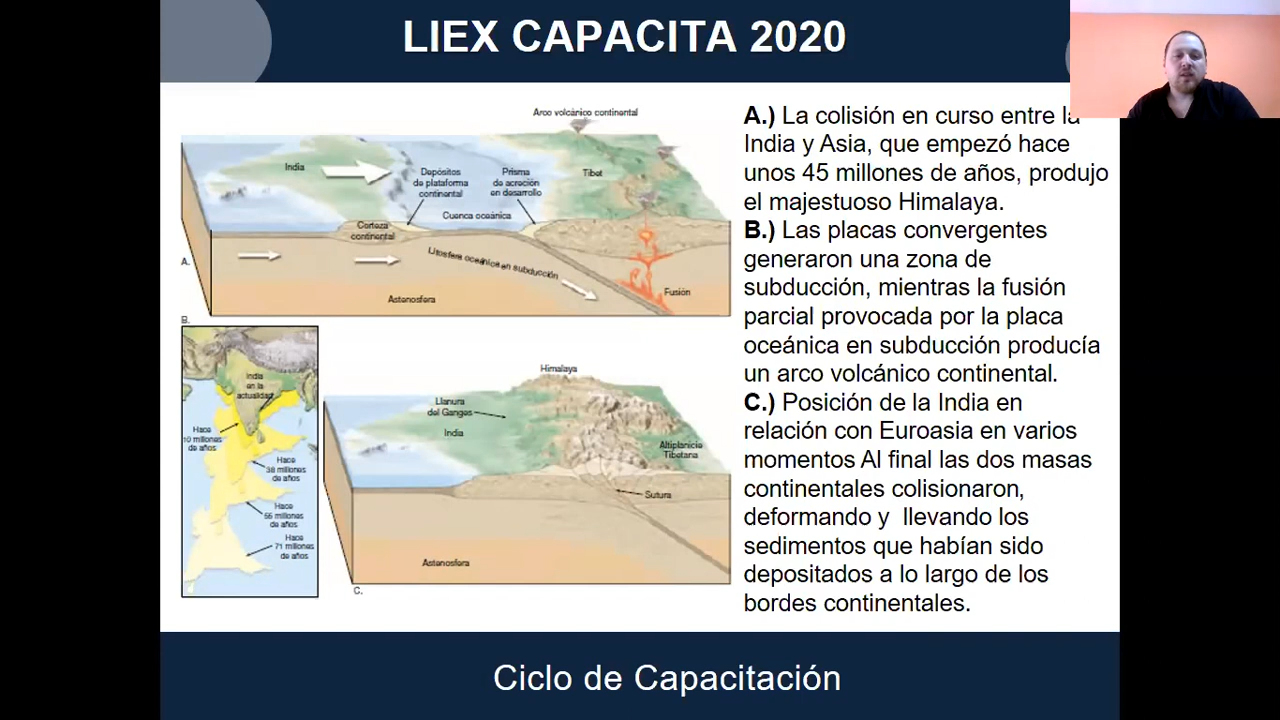 LIEX CAPACITA 2020
Arco volcánico continental
India
Depósitos
de plataforma
continental
Prisma
de acreción
en desarrollo
Tíbet
Cuenca oceánica
Corteza
continental
Litosfera oceánica en subducción
Astenosfera
Fusión
A.
B.
India
en la
actualidad
Hace
10 millones
de años
Hace
38 millones
de años
Hace
55 millones
de años
Hace
71 millones
de años
Himalaya
Llanura
del Ganges
India
Altiplanicie
Tibetana
Sutura
Astenosfera
C.
A.) La colisión en curso entre la
India y Asia, que empezó hace
unos 45 millones de años, produjo
el majestuoso Himalaya.
B.) Las placas convergentes
generaron una zona de
subducción, mientras la fusión
parcial provocada por la placa
oceánica en subducción producía
un arco volcánico continental.
C.) Posición de la India en
relación con Euroasia en varios
momentos Al final las dos masas
continentales colisionaron,
deformando y  llevando los
sedimentos que habían sido
depositados a lo largo de los
bordes continentales.
Ciclo de Capacitación